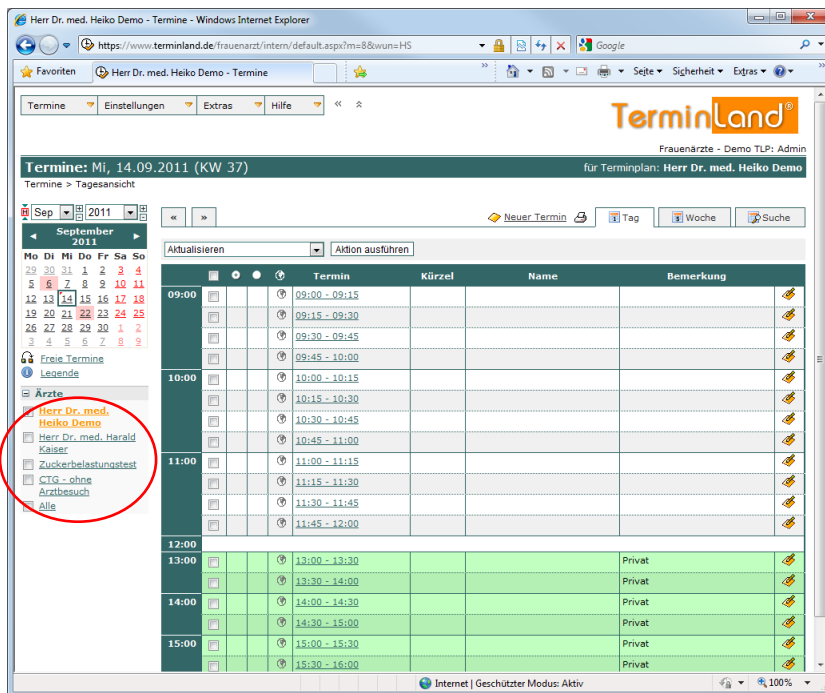 Herr Dr. med. Heiko Demo - Termine - Windows Internet Explorer
https://www.terminland.de/frauenarzt/intern/default.aspx?m=8&wun=HS
Google
Favoriten
Herr Dr. med. Heiko Demo - Termine
Seite
Sicherheit
Extras
Termine
Einstellungen
Extras
Hilfe
Terminland®
Frauenärzte - Demo TLP: Admin
Termine: Mi, 14.09.2011 (KW 37)
für Terminplan: Herr Dr. med. Heiko Demo
Termine > Tagesansicht
Sep 2011
« »
Neuer Termin
Tag
Woche
Suche
September
2011
Aktualisieren
Aktion ausführen
Mo Di Mi Do Fr Sa So
29 30 31 1 2 3 4
5 6 7 8 9 10 11
12 13 14 15 16 17 18
19 20 21 22 23 24 25
26 27 28 29 30 1 2
3 4 5 6 7 8 9
Freie Termine
Legende
Ärzte
Herr Dr. med.
Heiko Demo
Herr Dr. med. Harald
Kaiser
Zuckerbelastungstest
CTG - ohne
Arztbesuch
Alle
Termin Kürzel Name Bemerkung
09:00 09:00 - 09:15
09:15 - 09:30
09:30 - 09:45
09:45 - 10:00
10:00 10:00 - 10:15
10:15 - 10:30
10:30 - 10:45
10:45 - 11:00
11:00 11:00 - 11:15
11:15 - 11:30
11:30 - 11:45
11:45 - 12:00
12:00
13:00 13:00 - 13:30 Privat
13:30 - 14:00 Privat
14:00 14:00 - 14:30 Privat
14:30 - 15:00 Privat
15:00 15:00 - 15:30 Privat
15:30 - 16:00 Privat
Internet | Geschützter Modus: Aktiv
100%